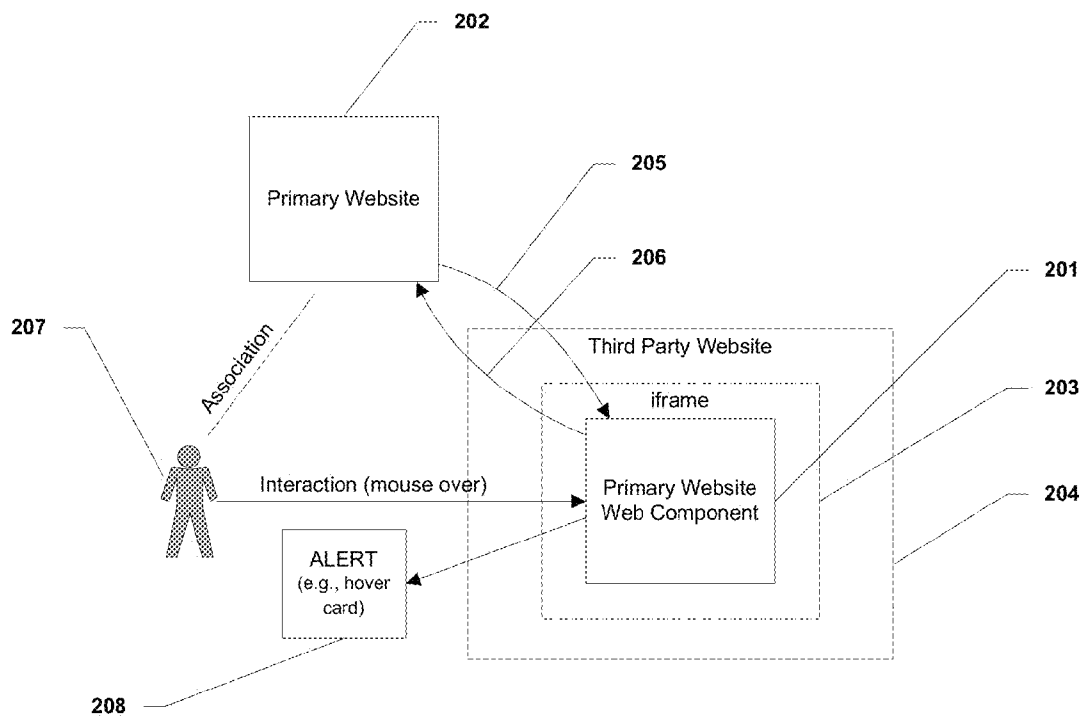 202
Primary Website
205
206
201
207
Association
Third Party Website
203
iframe
Interaction (mouse over)
Primary Website
Web Component
204
ALERT
(e.g., hover
card)
208